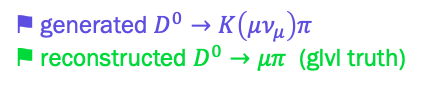 generated D⁰ → K(μν_μ)π
reconstructed D⁰ → μπ (glvl truth)